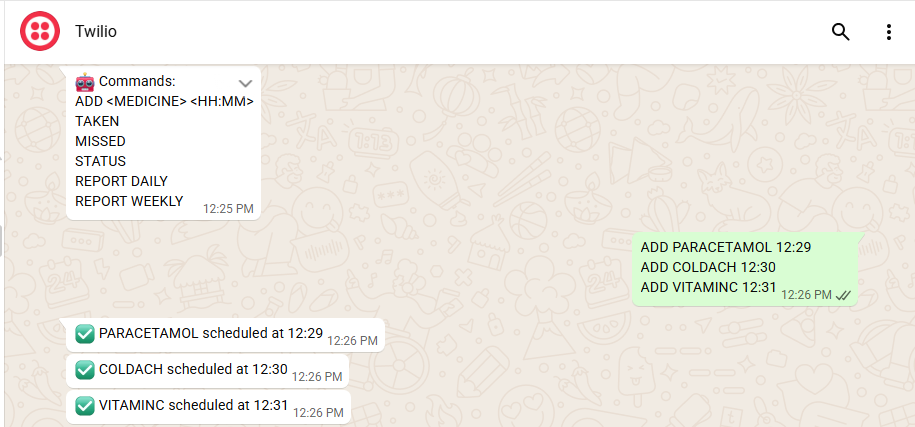 Twilio
Commands:
ADD <MEDICINE> <HH:MM>
TAKEN
MISSED
STATUS
REPORT DAILY
REPORT WEEKLY
12:25 PM
ADD PARACETAMOL 12:29
ADD COLDACH 12:30
ADD VITAMINC 12:31
12:26 PM
PARACETAMOL scheduled at 12:29 12:26 PM
COLDACH scheduled at 12:30 12:26 PM
VITAMINC scheduled at 12:31 12:26 PM